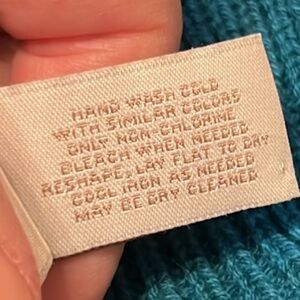 HAND WASH COLD
WITH SIMILAR COLORS
ONLY NON-CHLORINE
BLEACH WHEN NEEDED
RESHAPE, LAY FLAT TO DRY
COOL IRON AS NEEDED
MAY BE DRY CLEANED